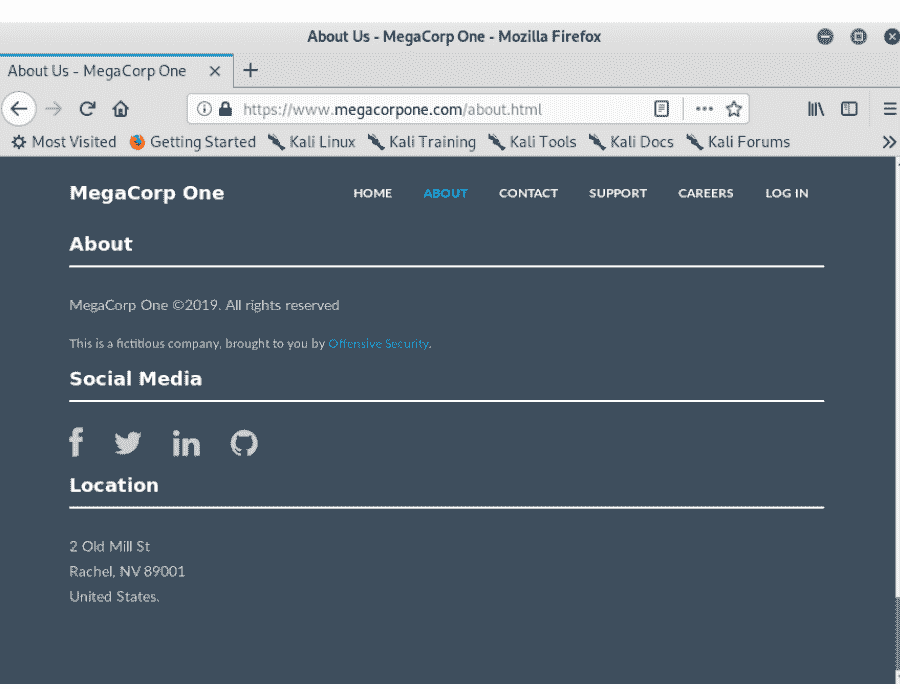 About Us - MegaCorp One - Mozilla Firefox
About Us - MegaCorp One
https://www.megacorpone.com/about.html
Most Visited Getting Started Kali Linux Kali Training Kali Tools Kali Docs Kali Forums
MegaCorp One HOME ABOUT CONTACT SUPPORT CAREERS LOG IN
About
MegaCorp One ©2019. All rights reserved
This is a fictitious company, brought to you by Offensive Security.
Social Media
Location
2 Old Mill St
Rachel, NV 89001
United States.